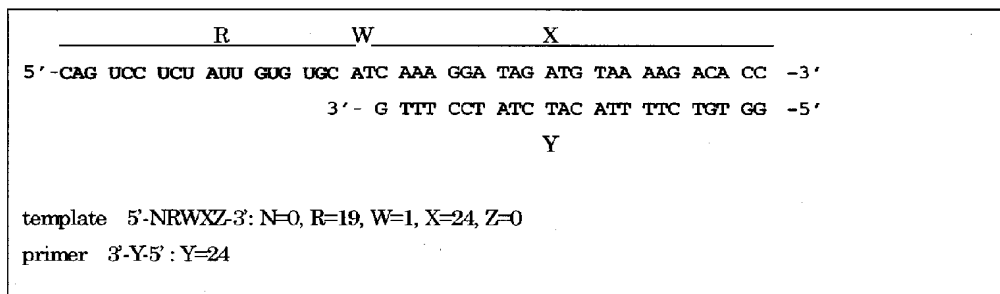 R W X
5'-CAG UCC UCU AUU GUG UGC ATC AAA GGA TAG ATG TAA AAG ACA CC -3'
3'- G TTT CCT ATC TAC ATT TTC TGT GG -5'
Y
template 5'-NRWXZ-3': N=0, R=19, W=1, X=24, Z=0
primer 3'-Y-5' : Y=24